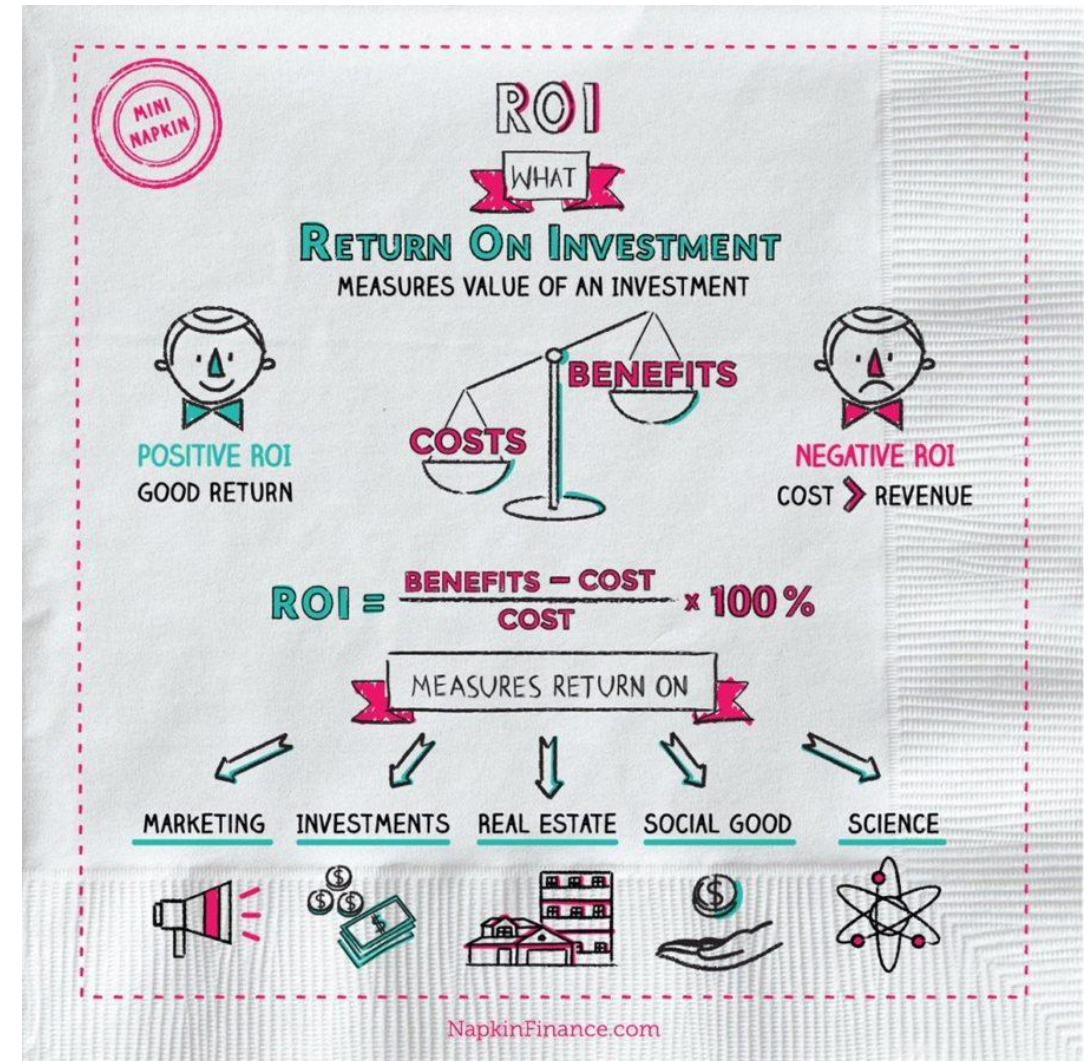 MINI
NAPKIN
ROI
WHAT
RETURN ON INVESTMENT
MEASURES VALUE OF AN INVESTMENT
BENEFITS
COSTS
POSITIVE ROI
GOOD RETURN
NEGATIVE ROI
COST > REVENUE
ROI = BENEFITS – COST
COST
x 100 %
MEASURES RETURN ON
MARKETING INVESTMENTS REAL ESTATE SOCIAL GOOD SCIENCE
$ $ $ $ $
NapkinFinance.com